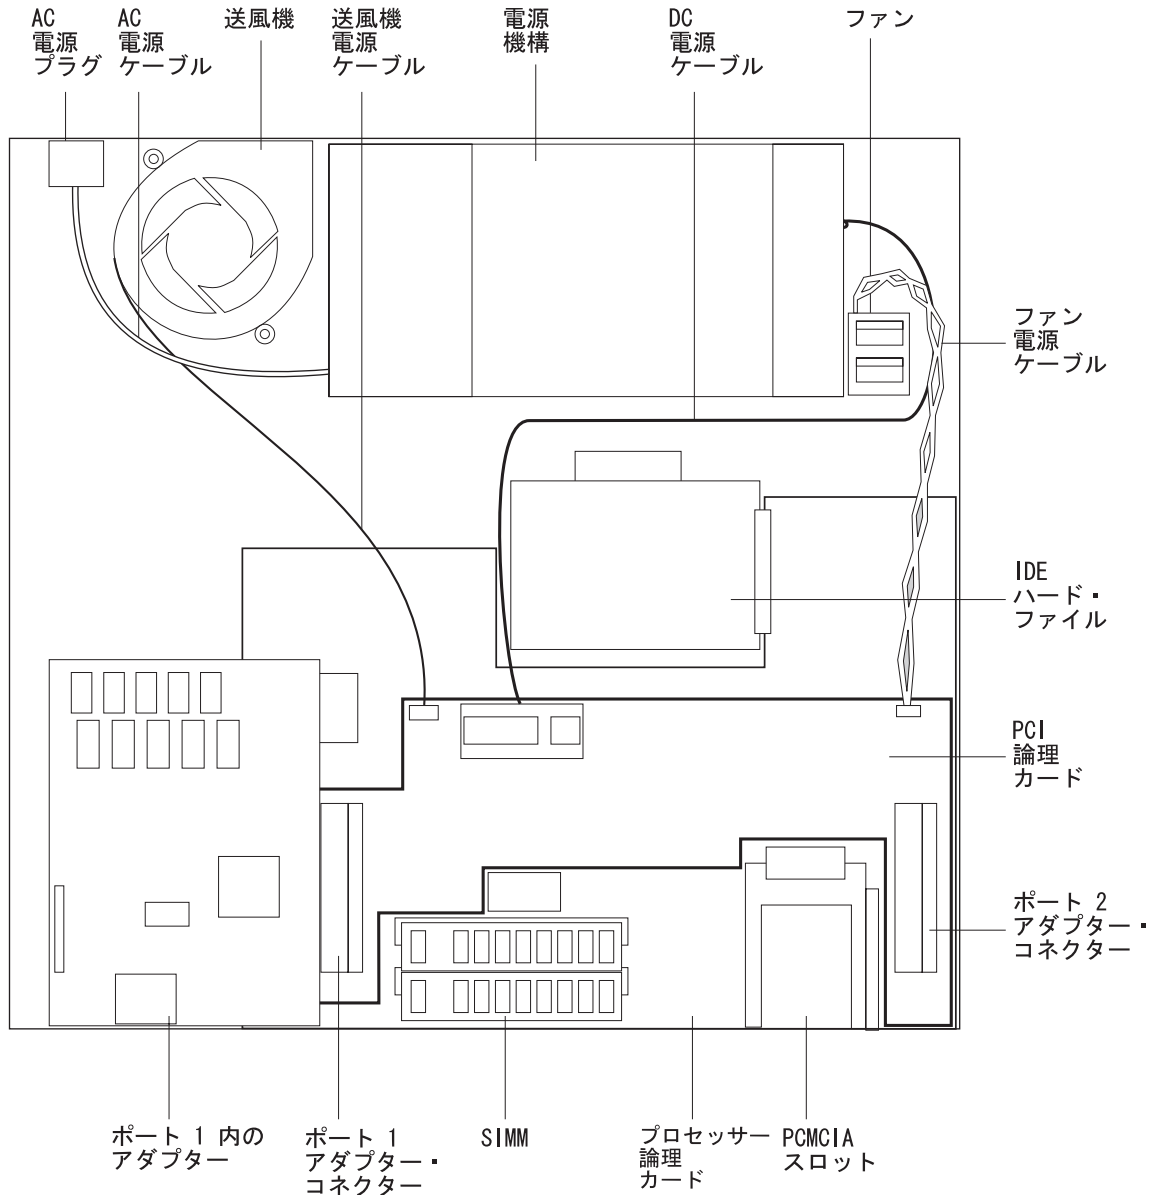 AC
電源
プラグ
AC
電源
ケーブル
送風機
送風機
電源
ケーブル
電源
機構
DC
電源
ケーブル
ファン
ファン
電源
ケーブル
IDE
ハード・
ファイル
PCI
論理
カード
ポート 2
アダプター・
コネクター
ポート 1 内の
アダプター
ポート 1
アダプター・
コネクター
SIMM
プロセッサー
論理
カード
PCMCIA
スロット